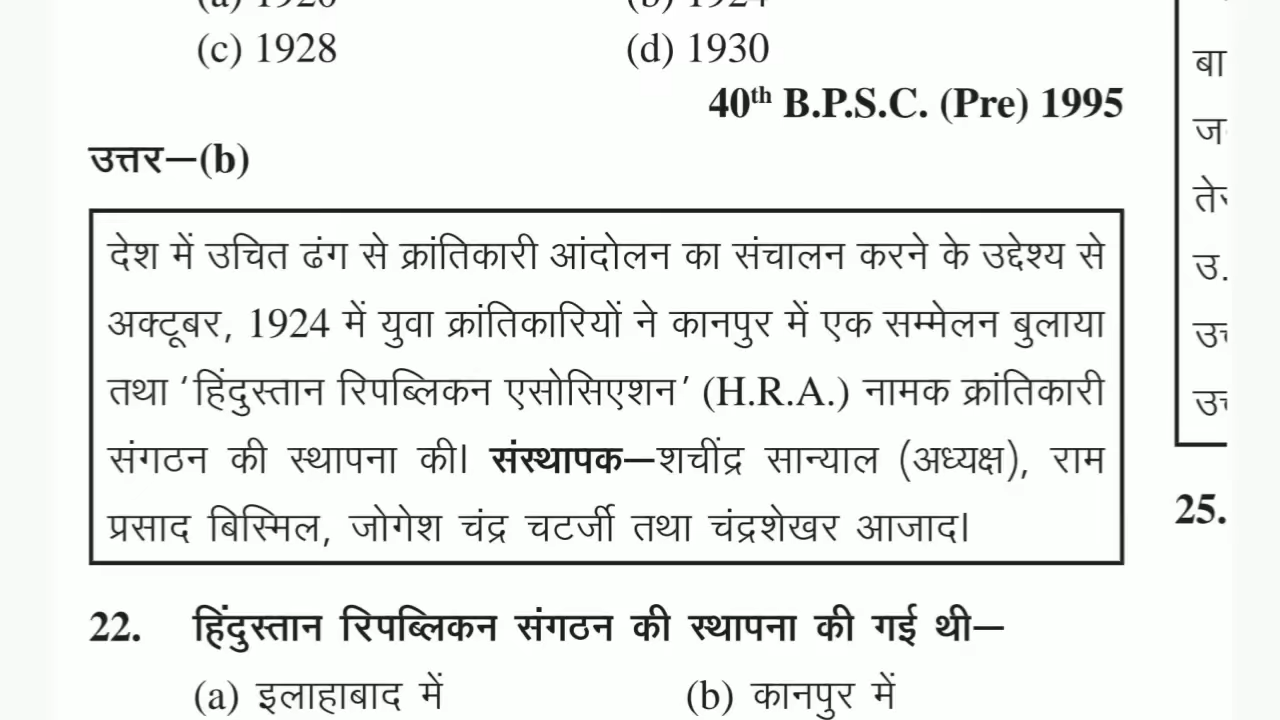 (c) 1928 (d) 1930
40th B.P.S.C. (Pre) 1995
उत्तर—(b)
देश में उचित ढंग से क्रांतिकारी आंदोलन का संचालन करने के उद्देश्य से
अक्टूबर, 1924 में युवा क्रांतिकारियों ने कानपुर में एक सम्मेलन बुलाया
तथा ‘हिंदुस्तान रिपब्लिकन एसोसिएशन’ (H.R.A.) नामक क्रांतिकारी
संगठन की स्थापना की। संस्थापक—शचींद्र सान्याल (अध्यक्ष), राम
प्रसाद बिस्मिल, जोगेश चंद्र चटर्जी तथा चंद्रशेखर आजाद।
22. हिंदुस्तान रिपब्लिकन संगठन की स्थापना की गई थी—
(a) इलाहाबाद में (b) कानपुर में
बा
उ.
25.